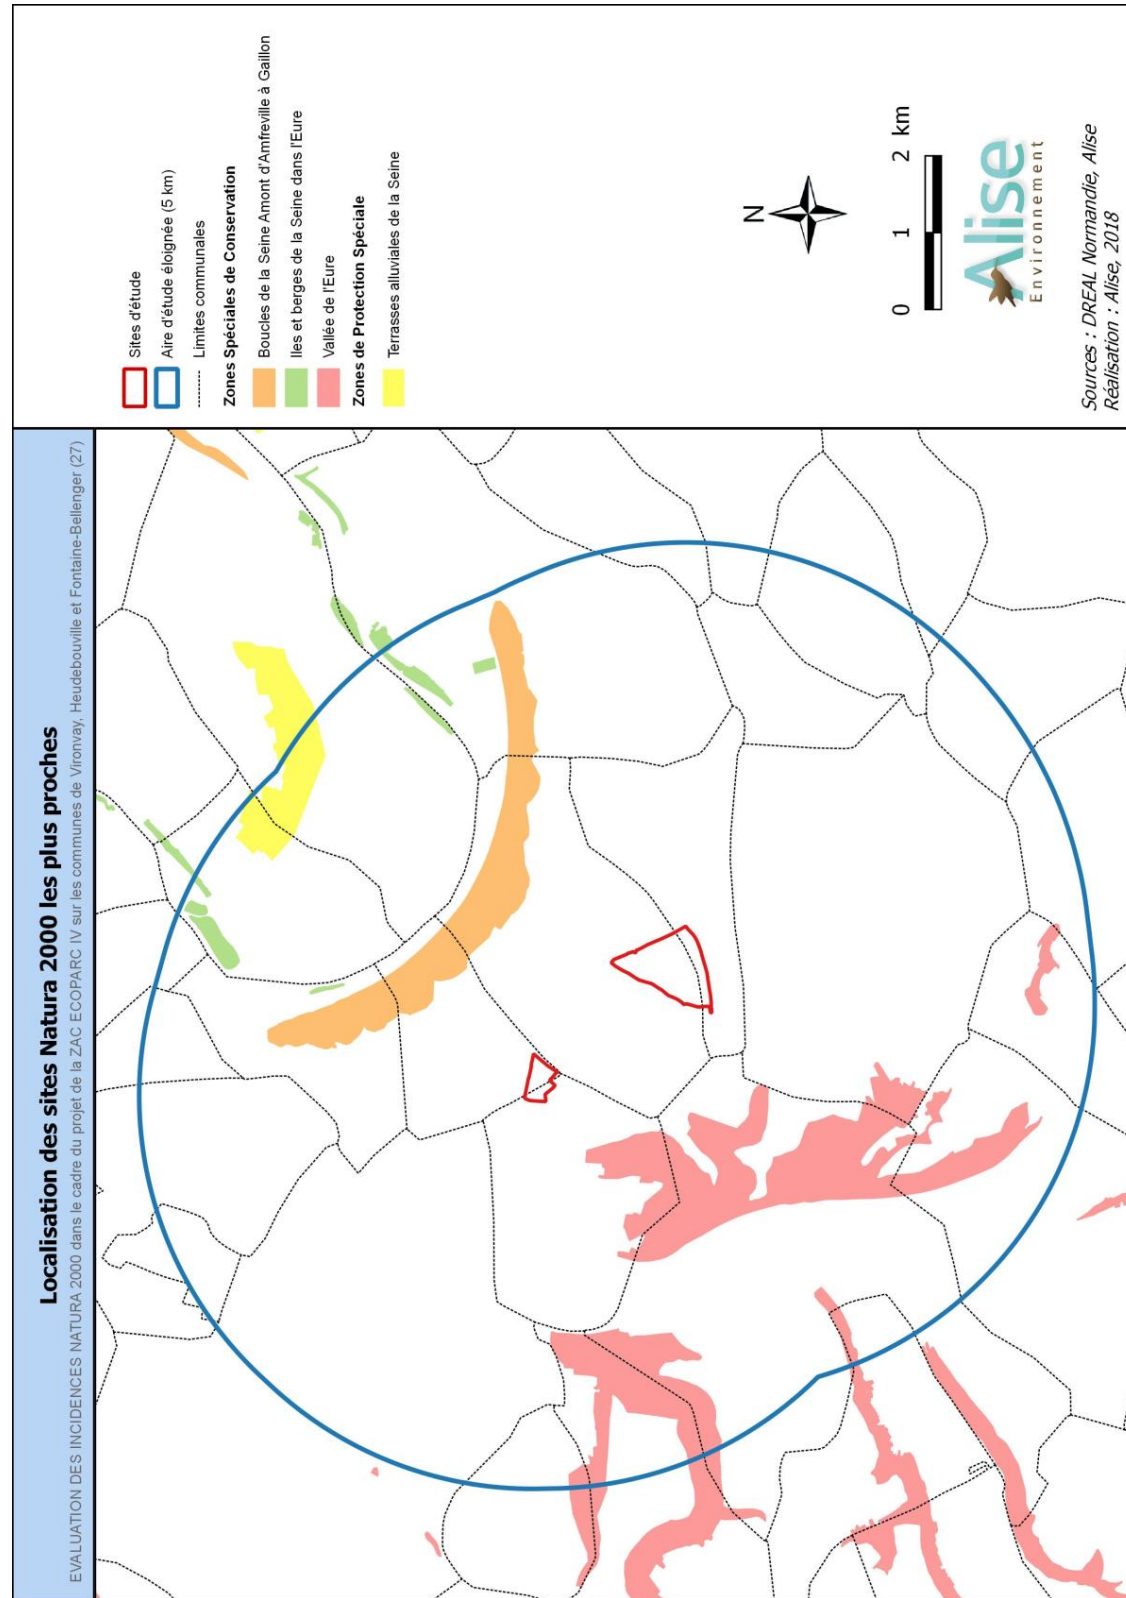 Localisation des sites Natura 2000 les plus proches
EVALUATION DES INCIDENCES NATURA 2000 dans le cadre du projet de la ZAC ECOPARC IV sur les communes de Vironvay, Heudebouville et Fontaine-Bellenger (27)
Sites d'étude
Aire d'étude éloignée (5 km)
Limites communales
Zones Spéciales de Conservation
Boucles de la Seine Amont d'Amfreville à Gaillon
Iles et berges de la Seine dans l'Eure
Vallée de l'Eure
Zones de Protection Spéciale
Terrasses alluviales de la Seine
N
0 1 2 km
Alise
Environnement
Sources : DREAL Normandie, Alise
Réalisation : Alise, 2018